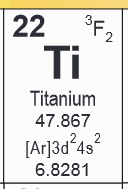 22 ³F₂
Ti
Titanium
47.867
[Ar]3d²4s²
6.8281